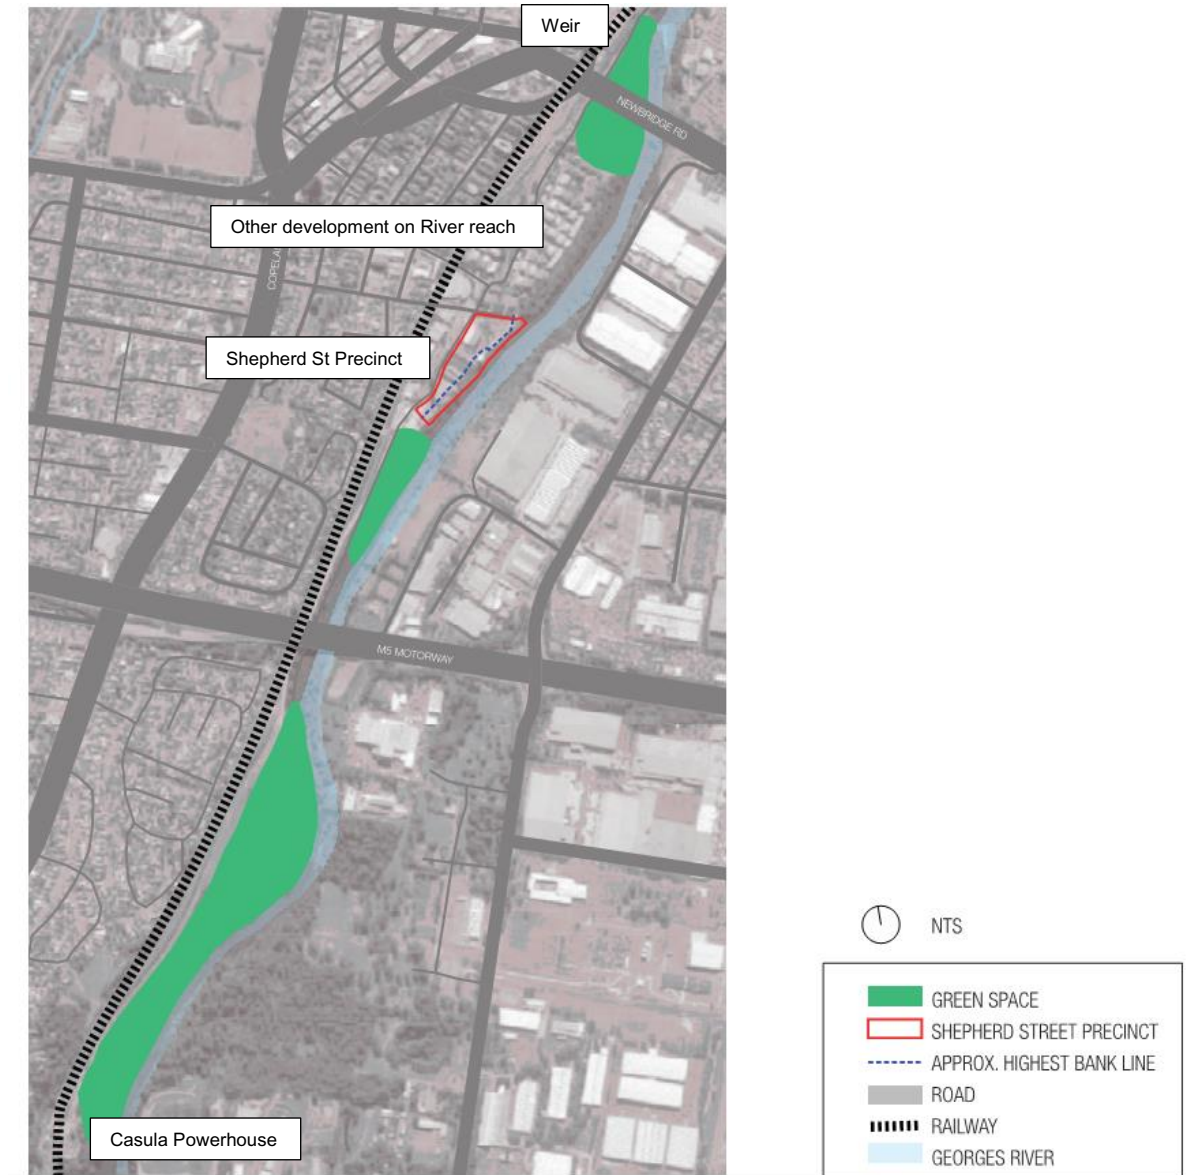 Weir
NEWBRIDGE RD
Other development on River reach
COPELA
Shepherd St Precinct
M5 MOTORWAY
Casula Powerhouse
NTS
GREEN SPACE
SHEPHERD STREET PRECINCT
APPROX. HIGHEST BANK LINE
ROAD
RAILWAY
GEORGES RIVER